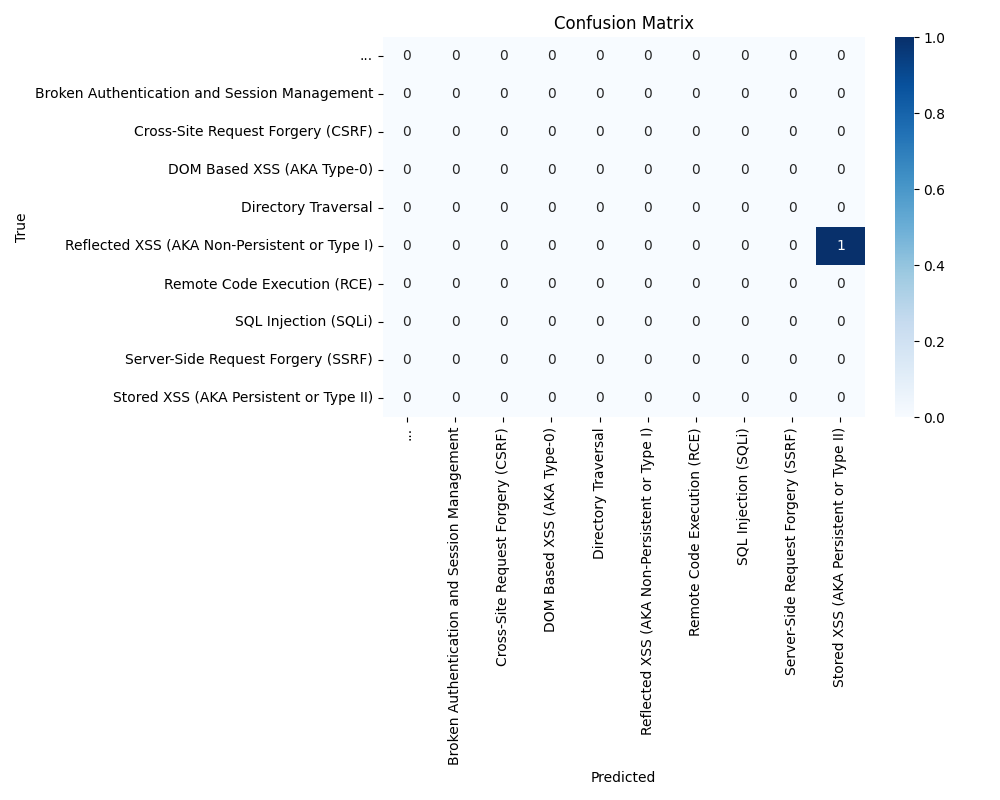 Confusion Matrix
True
... 0 0 0 0 0 0 0 0 0 0
Broken Authentication and Session Management 0 0 0 0 0 0 0 0 0 0
Cross-Site Request Forgery (CSRF) 0 0 0 0 0 0 0 0 0 0
DOM Based XSS (AKA Type-0) 0 0 0 0 0 0 0 0 0 0
Directory Traversal 0 0 0 0 0 0 0 0 0 0
Reflected XSS (AKA Non-Persistent or Type I) 0 0 0 0 0 0 0 0 0 1
Remote Code Execution (RCE) 0 0 0 0 0 0 0 0 0 0
SQL Injection (SQLi) 0 0 0 0 0 0 0 0 0 0
Server-Side Request Forgery (SSRF) 0 0 0 0 0 0 0 0 0 0
Stored XSS (AKA Persistent or Type II) 0 0 0 0 0 0 0 0 0 0
...
Broken Authentication and Session Management
Cross-Site Request Forgery (CSRF)
DOM Based XSS (AKA Type-0)
Directory Traversal
Reflected XSS (AKA Non-Persistent or Type I)
Remote Code Execution (RCE)
SQL Injection (SQLi)
Server-Side Request Forgery (SSRF)
Stored XSS (AKA Persistent or Type II)
Predicted
1.0
0.8
0.6
0.4
0.2
0.0